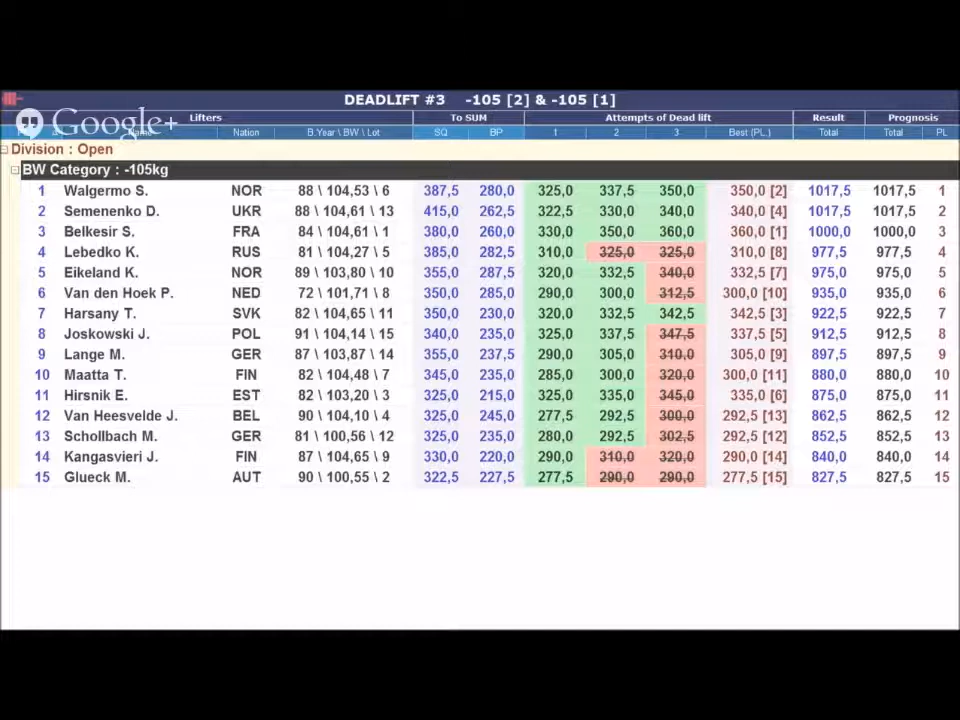 DEADLIFT #3 -105 [2] & -105 [1]
Google+
Lifters To SUM Attempts of Dead lift Result Prognosis
Name Nation B.Year \ BW \ Lot SQ BP 1 2 3 Best (PL.) Total Total PL
Division : Open
BW Category : -105kg
1 Walgermo S. NOR 88 \ 104,53 \ 6 387,5 280,0 325,0 337,5 350,0 350,0 [2] 1017,5 1017,5 1
2 Semenenko D. UKR 88 \ 104,61 \ 13 415,0 262,5 322,5 330,0 340,0 340,0 [4] 1017,5 1017,5 2
3 Belkesir S. FRA 84 \ 104,61 \ 1 380,0 260,0 330,0 350,0 360,0 360,0 [1] 1000,0 1000,0 3
4 Lebedko K. RUS 81 \ 104,27 \ 5 385,0 282,5 310,0 325,0 325,0 310,0 [8] 977,5 977,5 4
5 Eikeland K. NOR 89 \ 103,80 \ 10 355,0 287,5 320,0 332,5 340,0 332,5 [7] 975,0 975,0 5
6 Van den Hoek P. NED 72 \ 101,71 \ 8 350,0 285,0 290,0 300,0 312,5 300,0 [10] 935,0 935,0 6
7 Harsany T. SVK 82 \ 104,65 \ 11 350,0 230,0 320,0 332,5 342,5 342,5 [3] 922,5 922,5 7
8 Joskowski J. POL 91 \ 104,14 \ 15 340,0 235,0 325,0 337,5 347,5 337,5 [5] 912,5 912,5 8
9 Lange M. GER 87 \ 103,87 \ 14 355,0 237,5 290,0 305,0 310,0 305,0 [9] 897,5 897,5 9
10 Maatta T. FIN 82 \ 104,48 \ 7 345,0 235,0 285,0 300,0 320,0 300,0 [11] 880,0 880,0 10
11 Hirsnik E. EST 82 \ 103,20 \ 3 325,0 215,0 325,0 335,0 345,0 335,0 [6] 875,0 875,0 11
12 Van Heesvelde J. BEL 90 \ 104,10 \ 4 325,0 245,0 277,5 292,5 300,0 292,5 [13] 862,5 862,5 12
13 Schollbach M. GER 81 \ 100,56 \ 12 325,0 235,0 280,0 292,5 302,5 292,5 [12] 852,5 852,5 13
14 Kangasvieri J. FIN 87 \ 104,65 \ 9 330,0 220,0 290,0 310,0 320,0 290,0 [14] 840,0 840,0 14
15 Glueck M. AUT 90 \ 100,55 \ 2 322,5 227,5 277,5 290,0 290,0 277,5 [15] 827,5 827,5 15